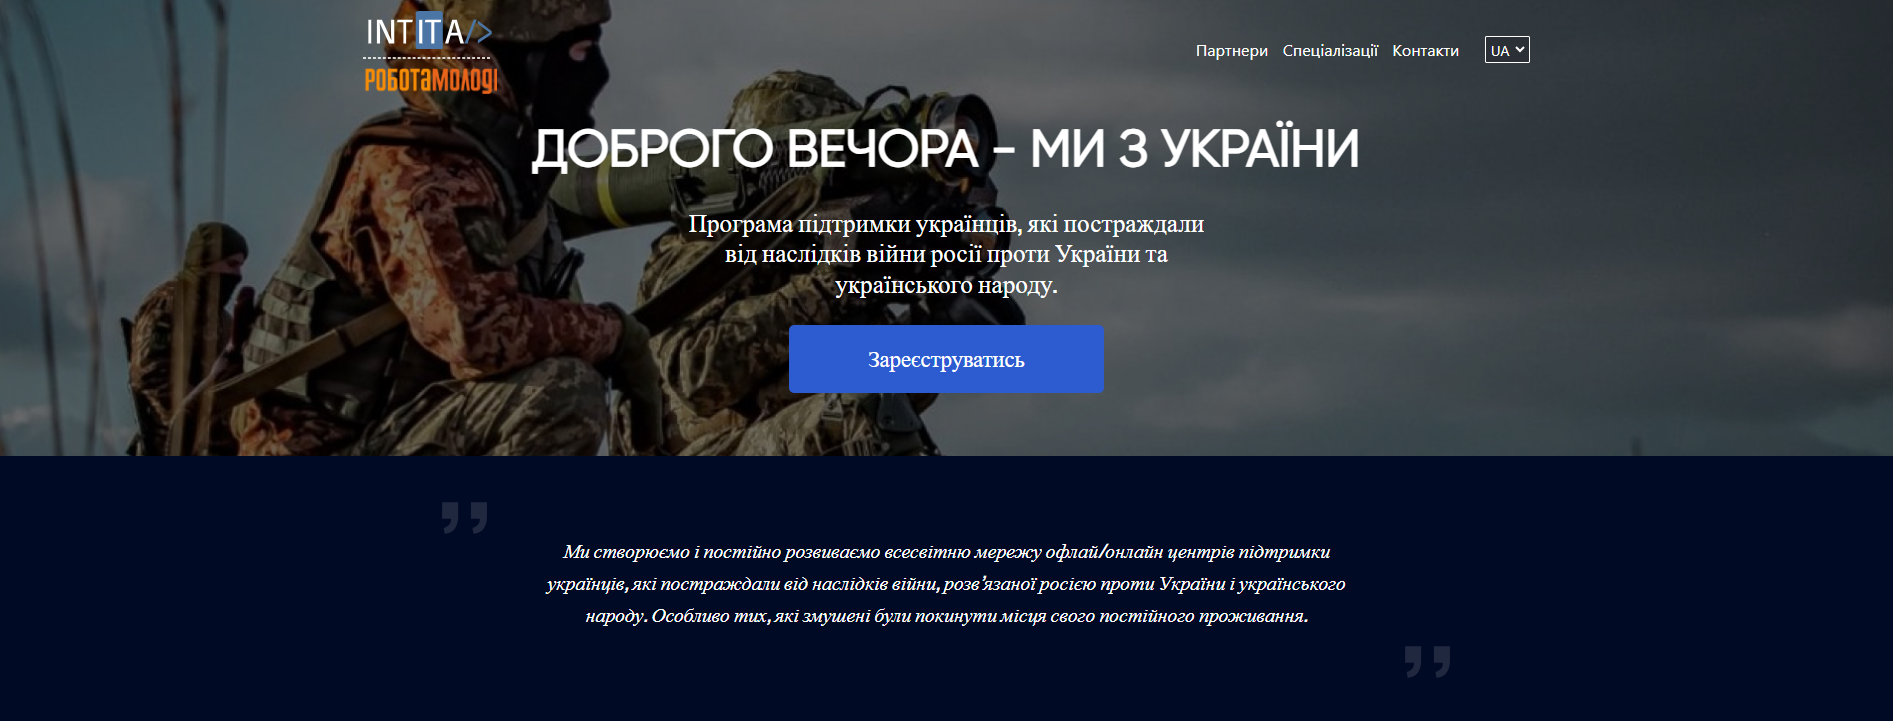 INTITA/>
РОБОТАМОЛОДІ
Партнери Спеціалізації Контакти UA
ДОБРОГО ВЕЧОРА - МИ З УКРАЇНИ
Програма підтримки українців, які постраждали
від наслідків війни росії проти України та
українського народу.
Зареєструватись
Ми створюємо і постійно розвиваємо всесвітню мережу офлай/онлайн центрів підтримки
українців, які постраждали від наслідків війни, розв’язаної росією проти України і українського
народу. Особливо тих, які змушені були покинути місця свого постійного проживання.